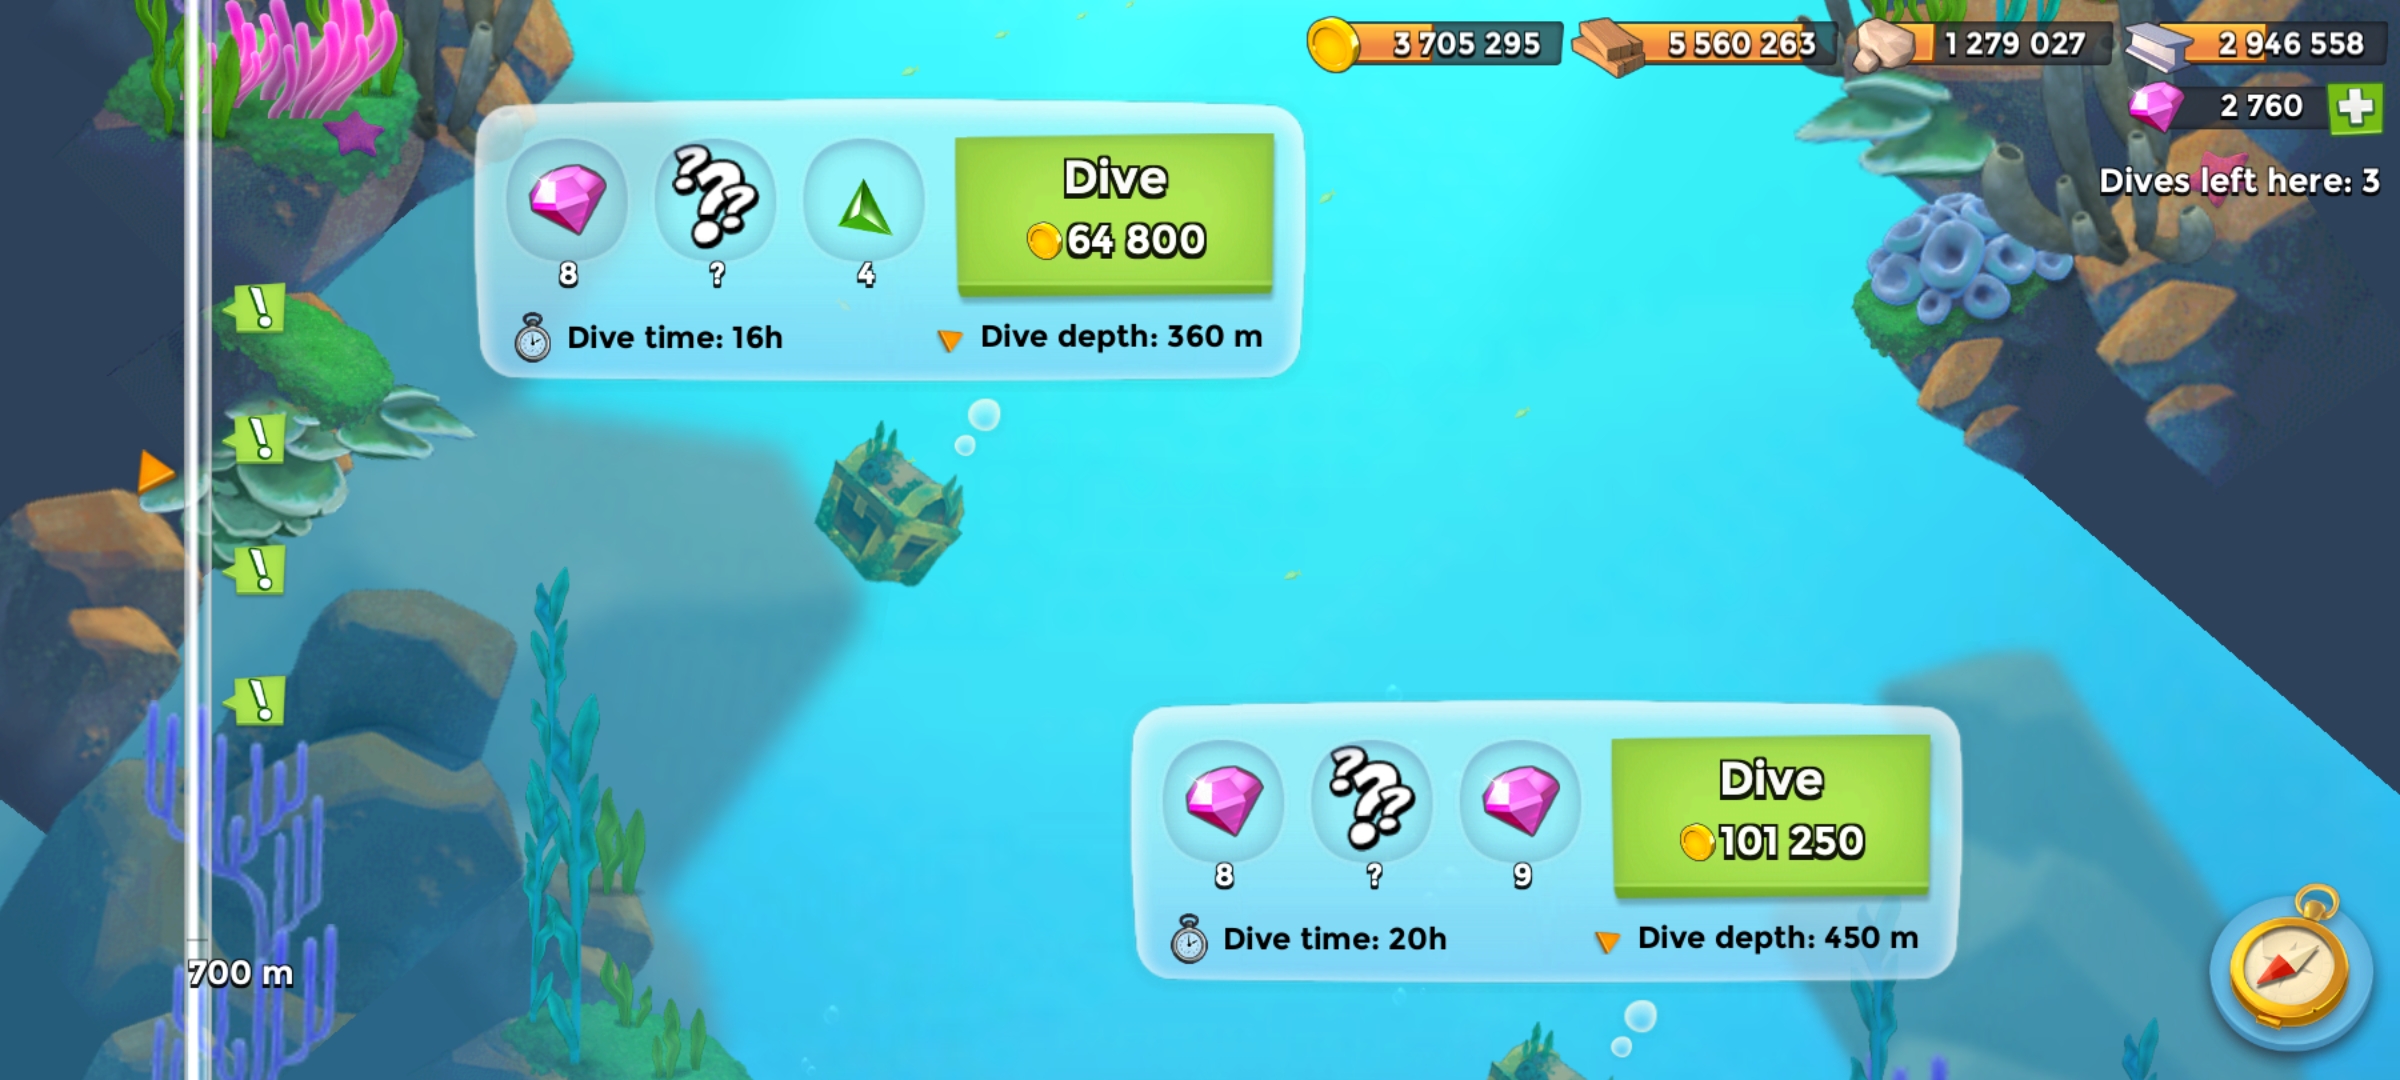 3 705 295
5 560 263
1 279 027
2 946 558
2 760
Dives left here: 3
Dive
64 800
8
?
4
Dive time: 16h
Dive depth: 360 m
Dive
101 250
8
?
9
Dive time: 20h
Dive depth: 450 m
700 m